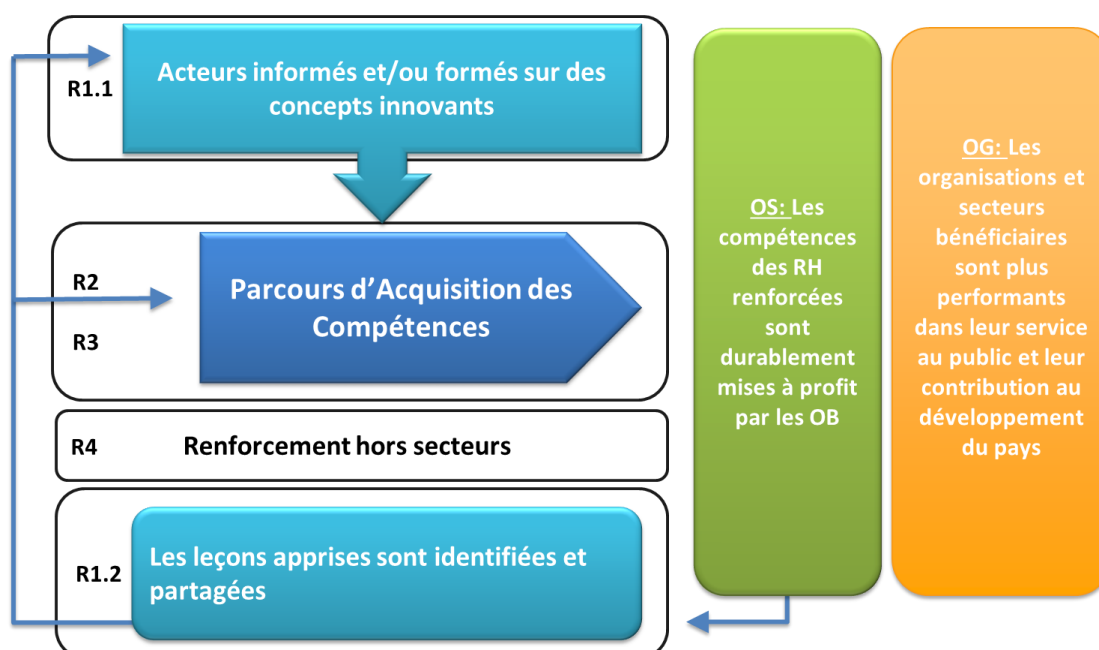 R1.1
Acteurs informés et/ou formés sur des
concepts innovants
R2
R3
Parcours d’Acquisition des
Compétences
R4
Renforcement hors secteurs
R1.2
Les leçons apprises sont identifiées et
partagées
OS: Les
compétences
des RH
renforcées
sont
durablement
mises à profit
par les OB
OG: Les
organisations et
secteurs
bénéficiaires
sont plus
performants
dans leur service
au public et leur
contribution au
développement
du pays